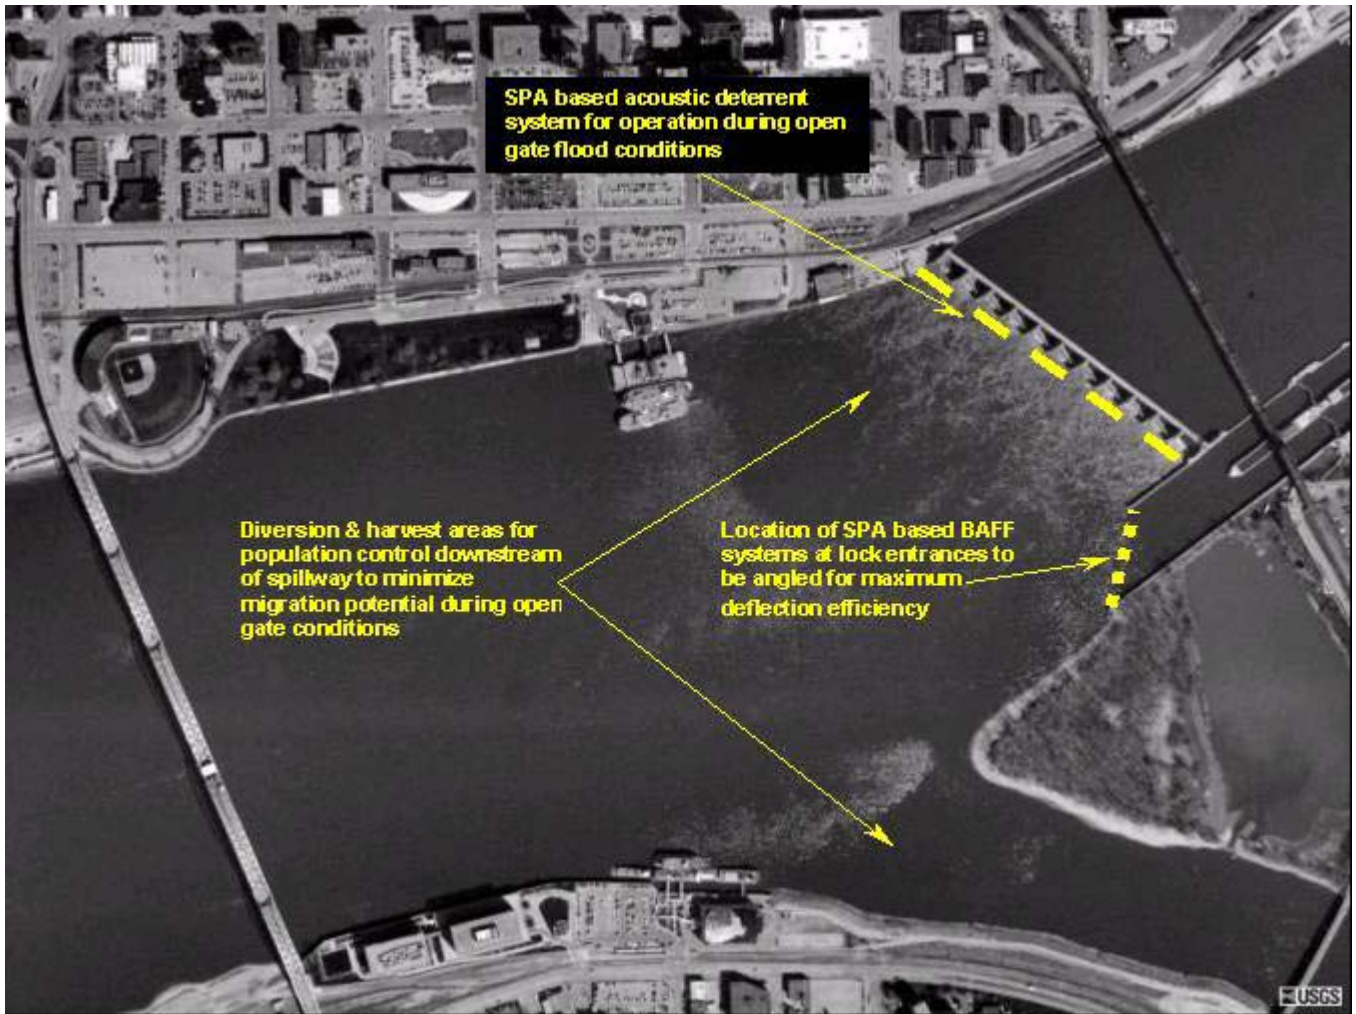 SPA based acoustic deterrent
system for operation during open
gate flood conditions
Diversion & harvest areas for
population control downstream
of spillway to minimize
migration potential during open
gate conditions
Location of SPA based BAFF
systems at lock entrances to
be angled for maximum
deflection efficiency
USGS